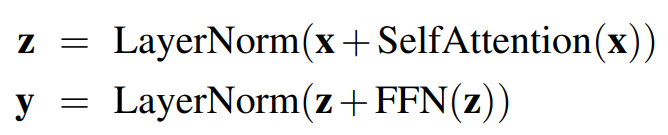 z = LayerNorm(x + SelfAttention(x))
y = LayerNorm(z + FFN(z))